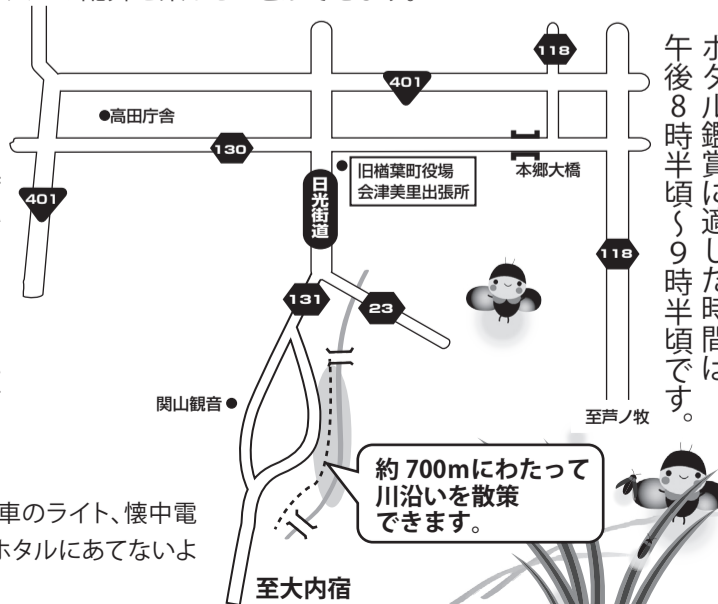 401
118
●高田庁舎
130
旧楢葉町役場
会津美里出張所
本郷大橋
401
日光街道
118
131
23
関山観音●
至芦ノ牧
約 700mにわたって
川沿いを散策
できます。
至大内宿
ホタル鑑賞に適した時間は
午後8時半頃～9時半頃です。
車のライト、懐中電
ホタルにあてないよ